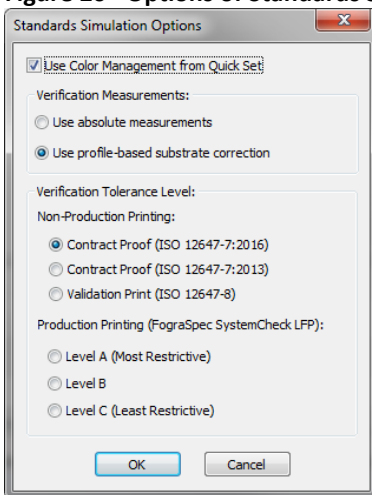 Standards Simulation Options
Use Color Management from Quick Set
Verification Measurements:
Use absolute measurements
Use profile-based substrate correction
Verification Tolerance Level:
Non-Production Printing:
Contract Proof (ISO 12647-7:2016)
Contract Proof (ISO 12647-7:2013)
Validation Print (ISO 12647-8)
Production Printing (FograSpec SystemCheck LFP):
Level A (Most Restrictive)
Level B
Level C (Least Restrictive)
OK
Cancel